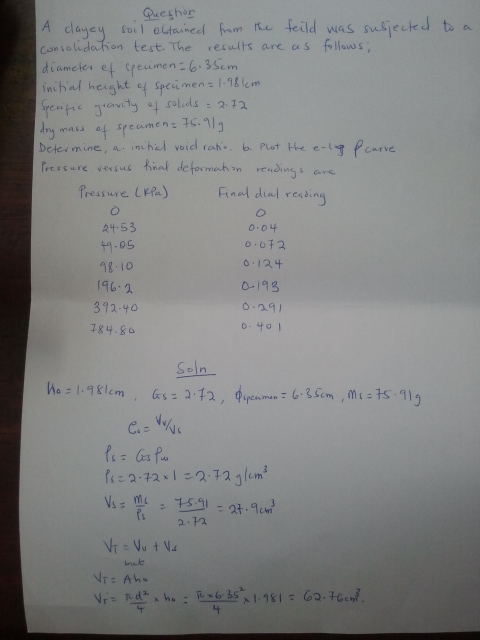 Question
A clayey soil obtained from the feild was susjected to a
consolidation test. The results are as follows;
diameter of specimen = 6.35cm
initial height of specimen = 1.981cm
Specific gravity of solids = 2.72
dry mass of specimen = 75.91g
Determine, a. initial void ratio. b. Plot the e-log P curve
Pressure versus final deformation readings are
Pressure (KPa) Final dial reading
0 0
24.53 0.04
49.05 0.072
98.10 0.124
196.2 0.193
392.40 0.291
784.80 0.401
Soln
H₀ = 1.981cm, Gs = 2.72, ϕspecimen = 6.35cm, Ms = 75.91g
e₀ = Vv/Vs
ρs = Gs ρw
ρs = 2.72 x 1 = 2.72 g/cm³
Vs = ms/ρs = 75.91/2.72 = 27.9cm³
VT = Vv + Vs
but
VT = Ah₀
VT = πd²/4 x h₀ = π x 6.35²/4 x 1.981 = 62.76cm³.